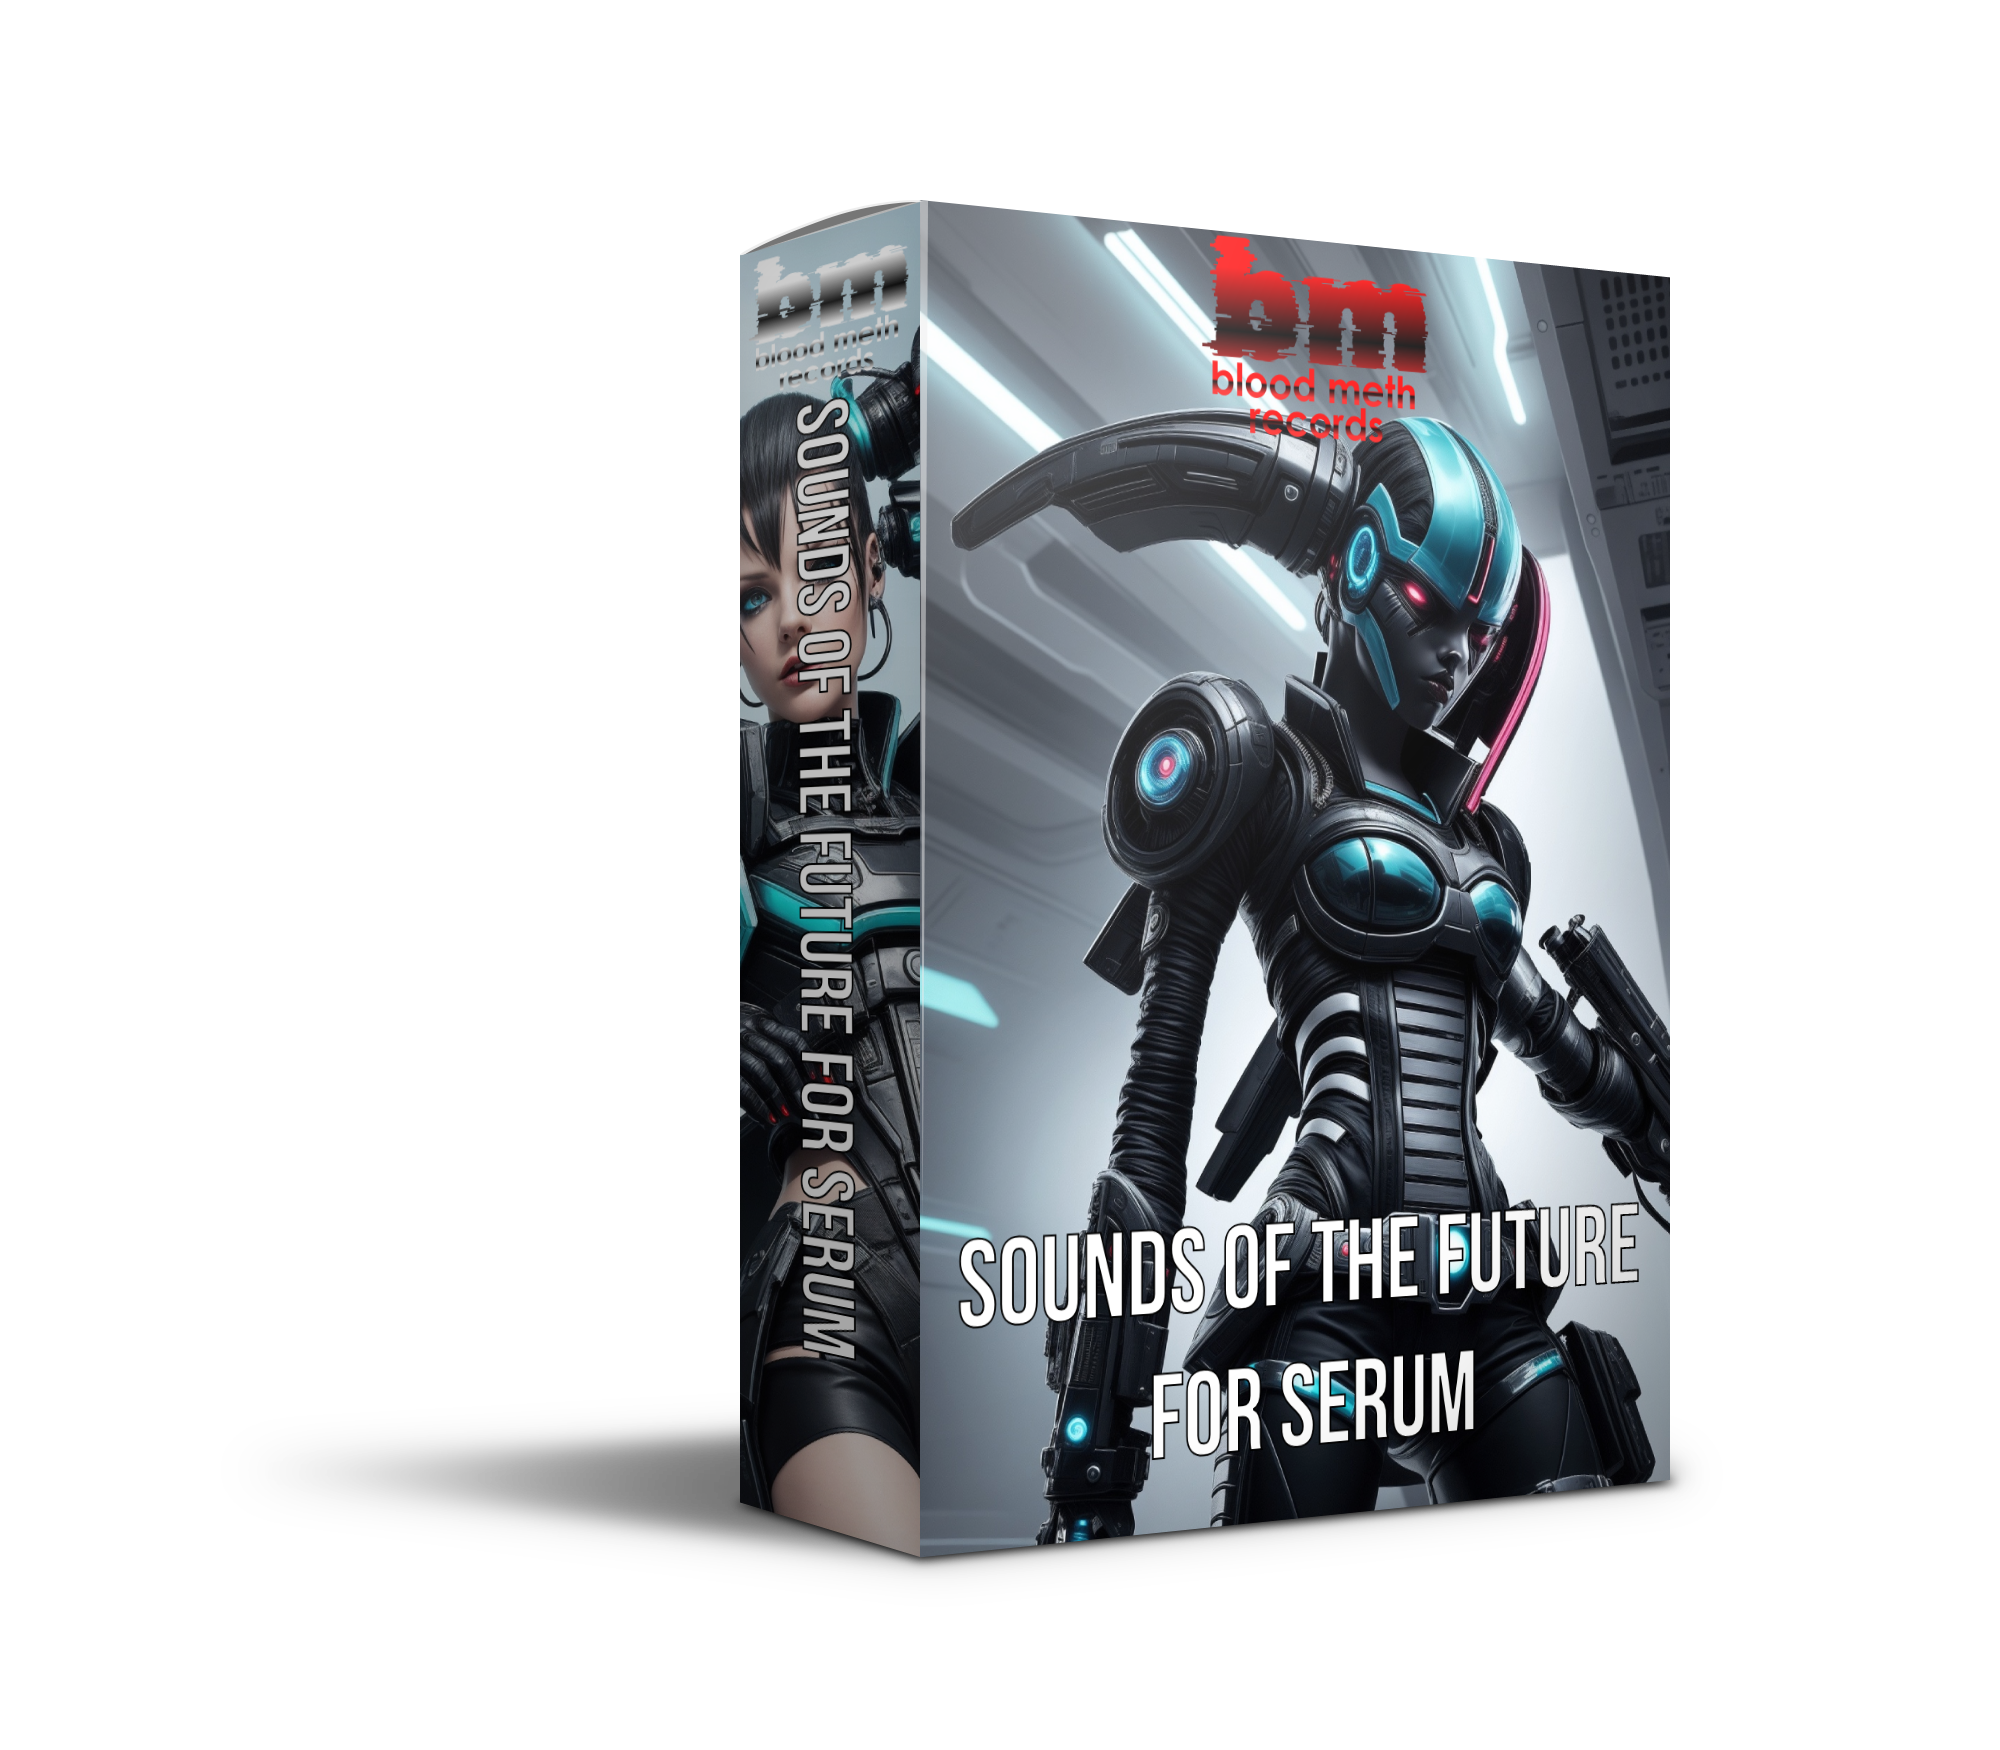 bm
blood meth
records
SOUNDS OF THE FUTURE FOR SERUM
bm
blood meth
records
SOUNDS OF THE FUTURE
FOR SERUM